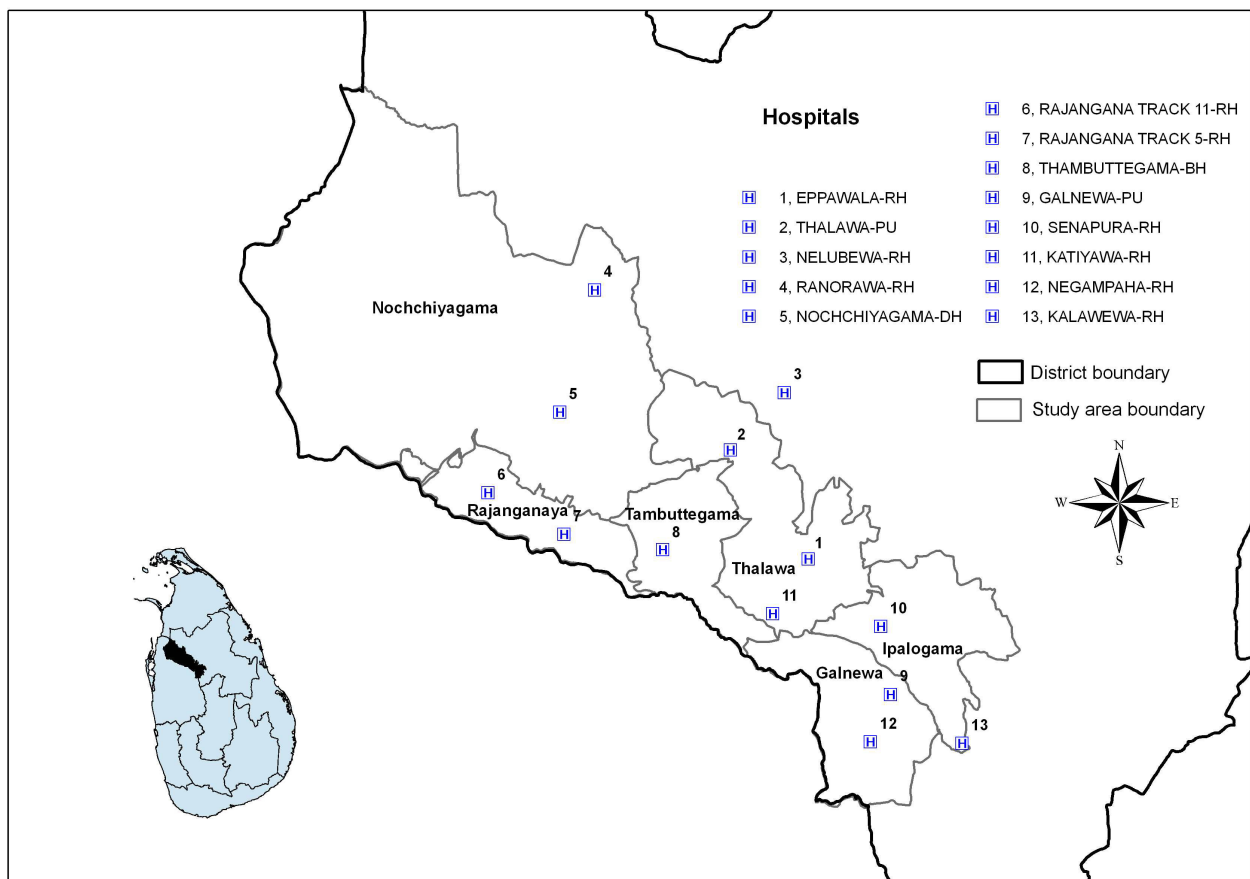 Hospitals
1, EPPAWALA-RH
2, THALAWA-PU
3, NELUBEWA-RH
4, RANORAWA-RH
5, NOCHCHIYAGAMA-DH
6, RAJANGANA TRACK 11-RH
7, RAJANGANA TRACK 5-RH
8, THAMBUTTEGAMA-BH
9, GALNEWA-PU
10, SENAPURA-RH
11, KATIYAWA-RH
12, NEGAMPAHA-RH
13, KALAWEWA-RH
H
H
H
H
H
H
H
H
H
H
H
H
H
District boundary
Study area boundary
N
W
E
S
4
H
Nochchiyagama
3
H
5
H
2
H
6
H
Rajanganaya
7
H
Tambuttegama
8
H
1
H
Thalawa
11
H
10
H
Ipalogama
Galnewa
9
H
12
H
13
H